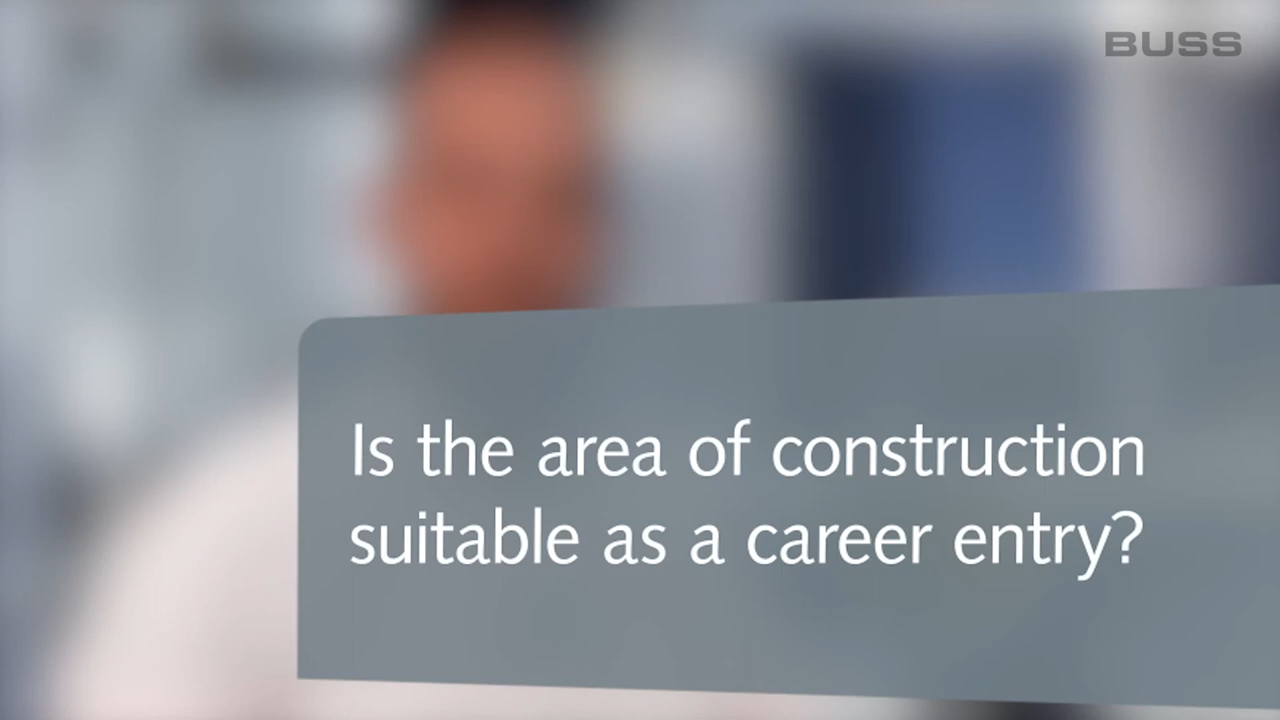 BUSS
Is the area of construction
suitable as a career entry?